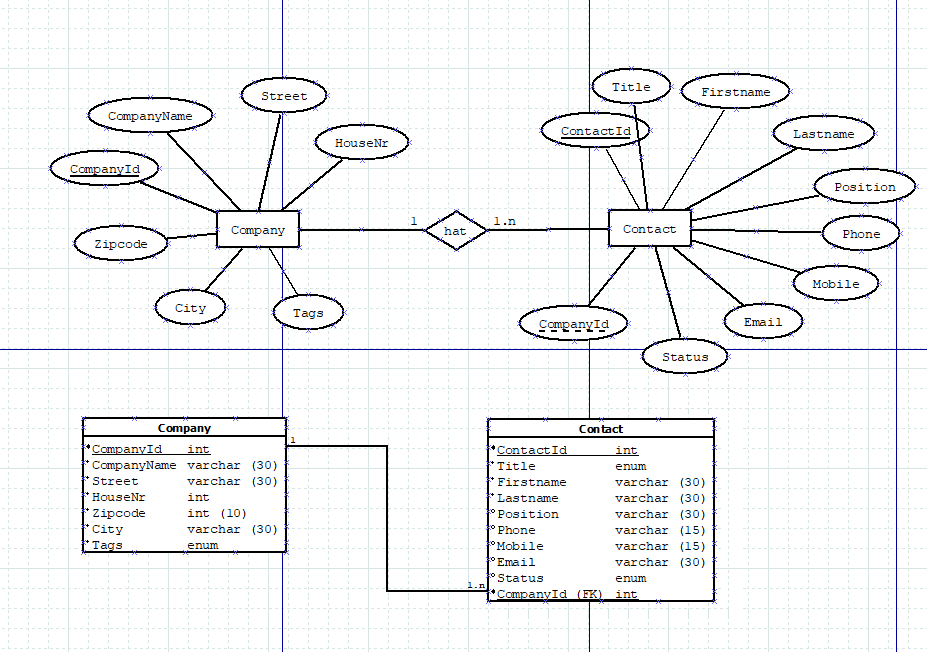 Title
Firstname
Street
CompanyName
ContactId
Lastname
HouseNr
CompanyId
Position
Company
1
hat
1.n
Contact
Phone
Zipcode
Mobile
City
Tags
CompanyId
Email
Status
Company
CompanyId int
CompanyName varchar (30)
Street varchar (30)
HouseNr int
Zipcode int (10)
City varchar (30)
Tags enum
1
1.n
Contact
ContactId int
Title enum
Firstname varchar (30)
Lastname varchar (30)
Position varchar (30)
Phone varchar (15)
Mobile varchar (15)
Email varchar (30)
Status enum
CompanyId (FK) int